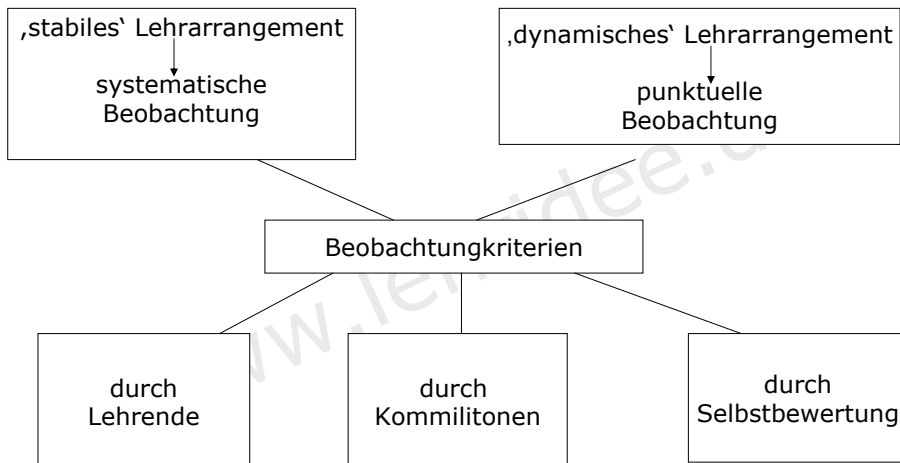 ‚stabiles‘ Lehrarrangement
systematische
Beobachtung
‚dynamisches‘ Lehrarrangement
punktuelle
Beobachtung
Beobachtungkriterien
durch
Lehrende
durch
Kommilitonen
durch
Selbstbewertung